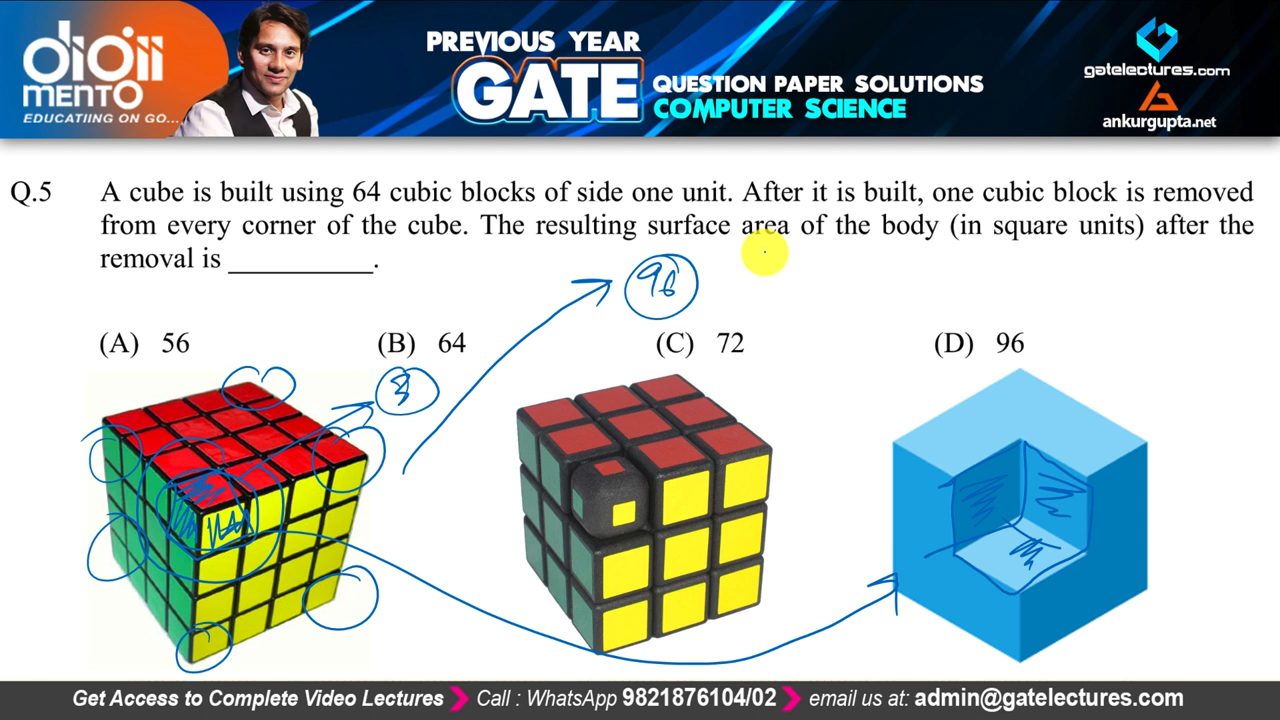 digii
MENTO
EDUCATIING ON GO...
PREVIOUS YEAR
GATE
QUESTION PAPER SOLUTIONS
COMPUTER SCIENCE
gatelectures.com
ankurgupta.net
Q.5 A cube is built using 64 cubic blocks of side one unit. After it is built, one cubic block is removed
from every corner of the cube. The resulting surface area of the body (in square units) after the
removal is __________.
96
(A) 56 (B) 64 (C) 72 (D) 96
3
Get Access to Complete Video Lectures Call : WhatsApp 9821876104/02 email us at: admin@gatelectures.com